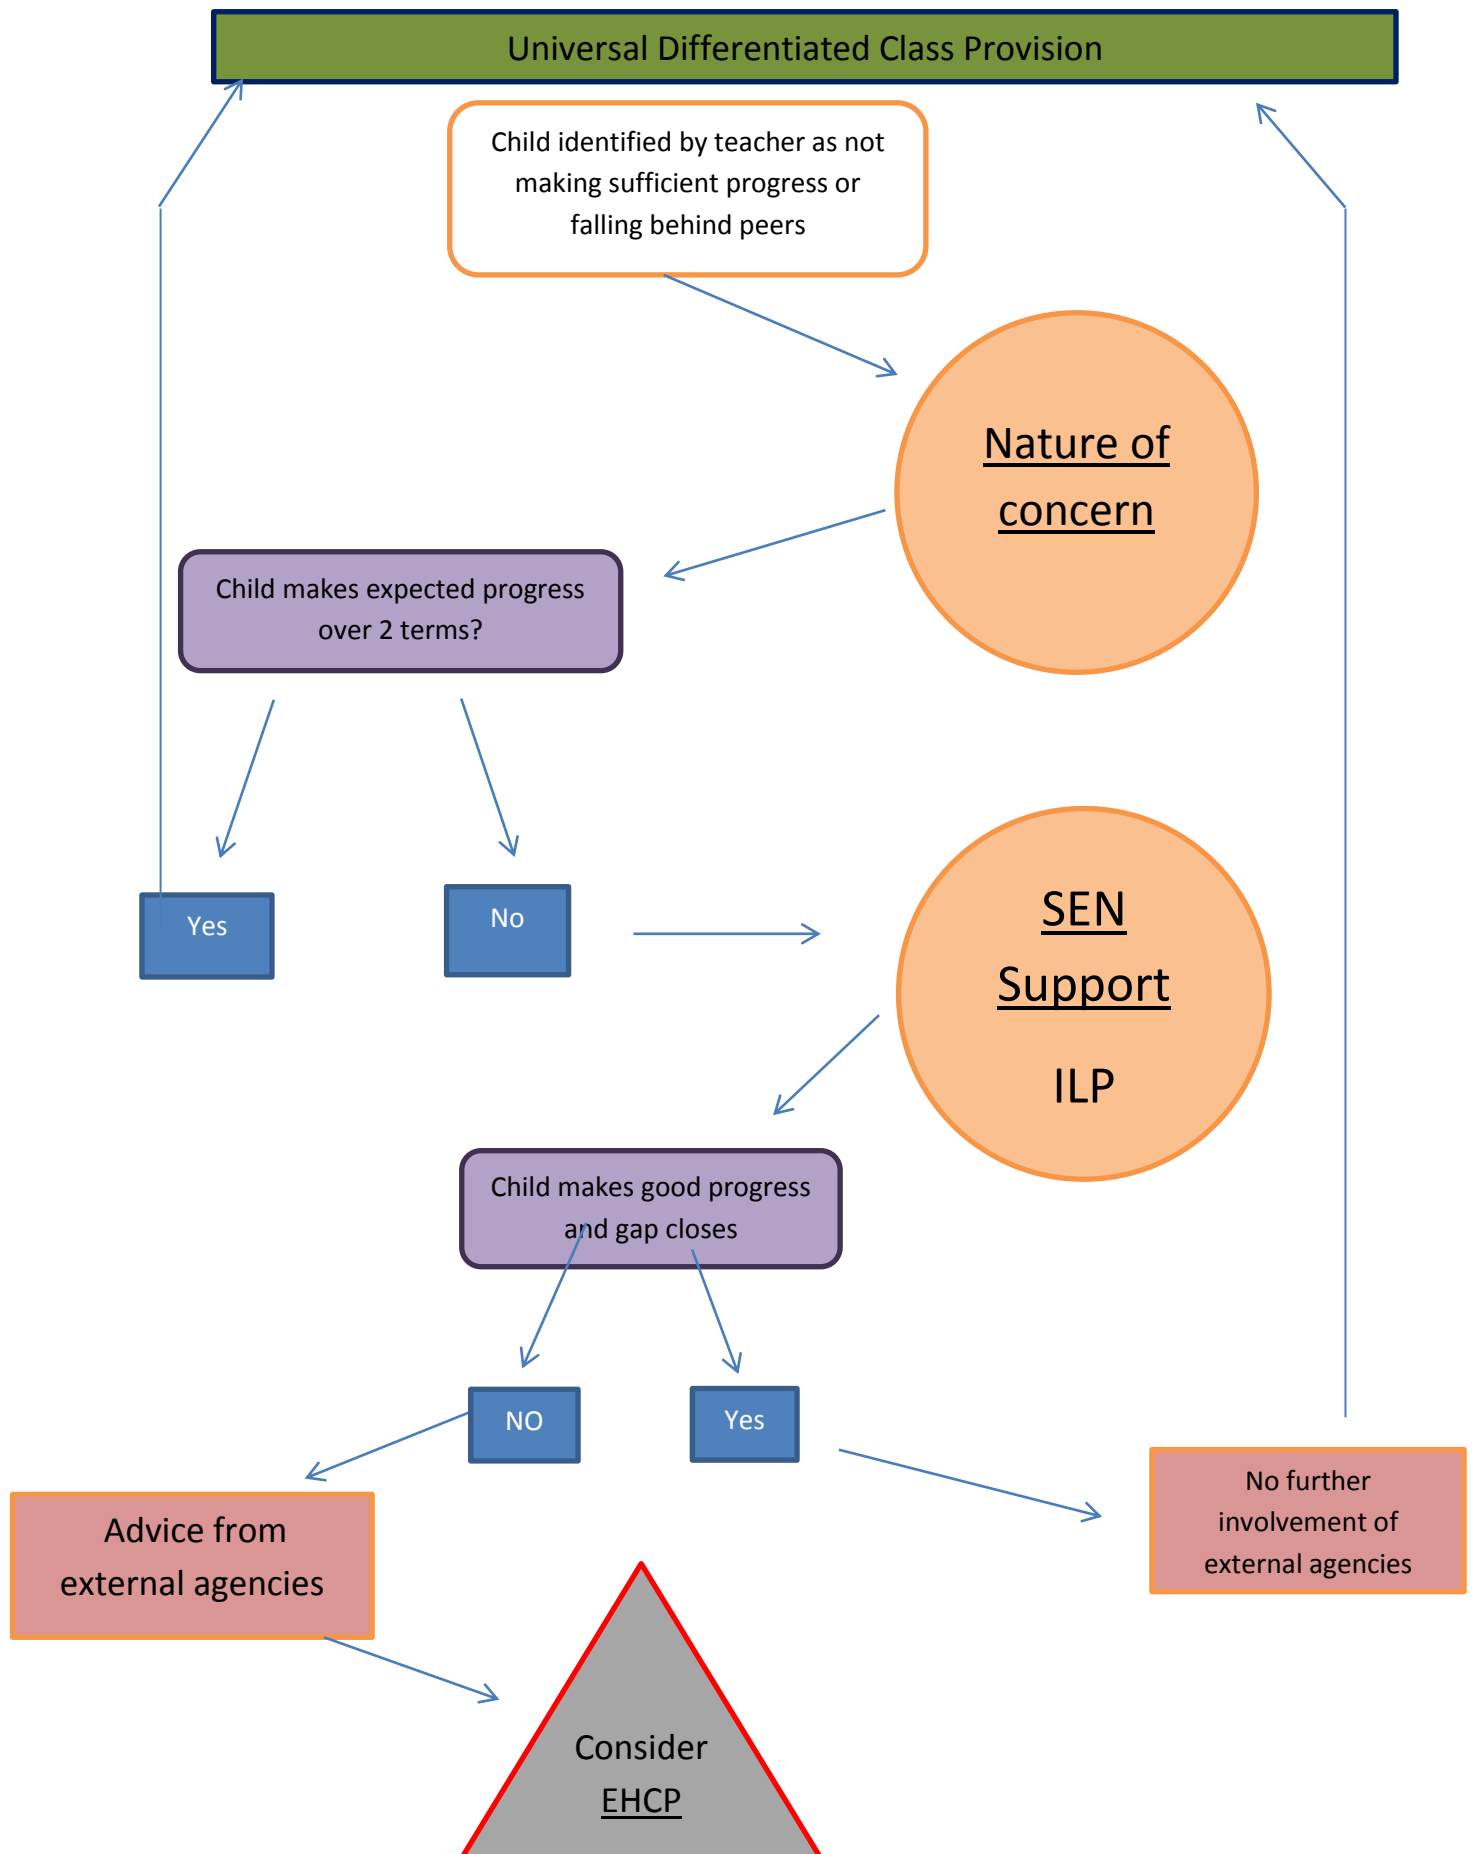 Universal Differentiated Class Provision
Child identified by teacher as not
making sufficient progress or
falling behind peers
Nature of
concern
Child makes expected progress
over 2 terms?
Yes
No
SEN
Support
ILP
Child makes good progress
and gap closes
NO
Yes
No further
involvement of
external agencies
Advice from
external agencies
Consider
EHCP